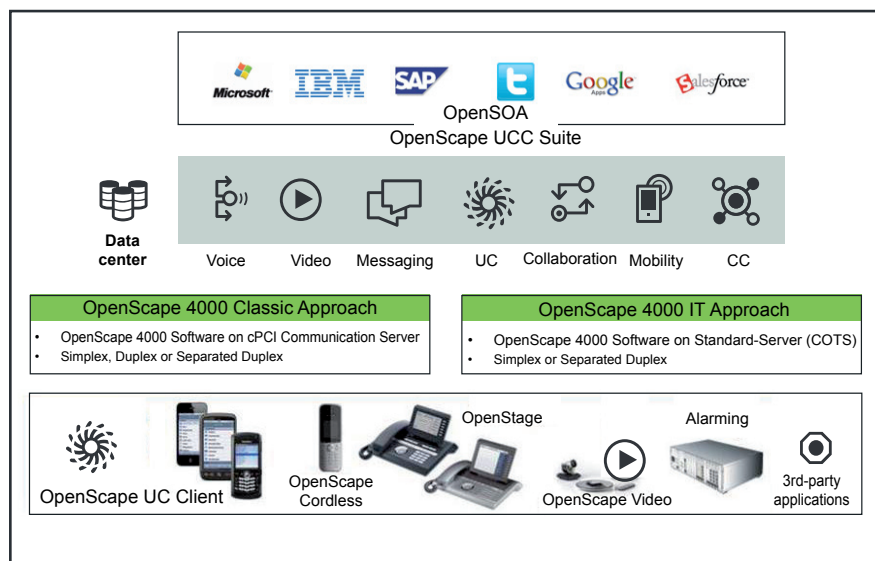 Microsoft
IBM
SAP
t
Google
Apps
salesforce
OpenSOA
OpenScape UCC Suite
Data
center
Voice
Video
Messaging
UC
Collaboration
Mobility
CC
OpenScape 4000 Classic Approach
• OpenScape 4000 Software on cPCI Communication Server
• Simplex, Duplex or Separated Duplex
OpenScape 4000 IT Approach
• OpenScape 4000 Software on Standard-Server (COTS)
• Simplex or Separated Duplex
OpenScape UC Client
OpenScape
Cordless
OpenStage
OpenScape Video
Alarming
3rd-party
applications